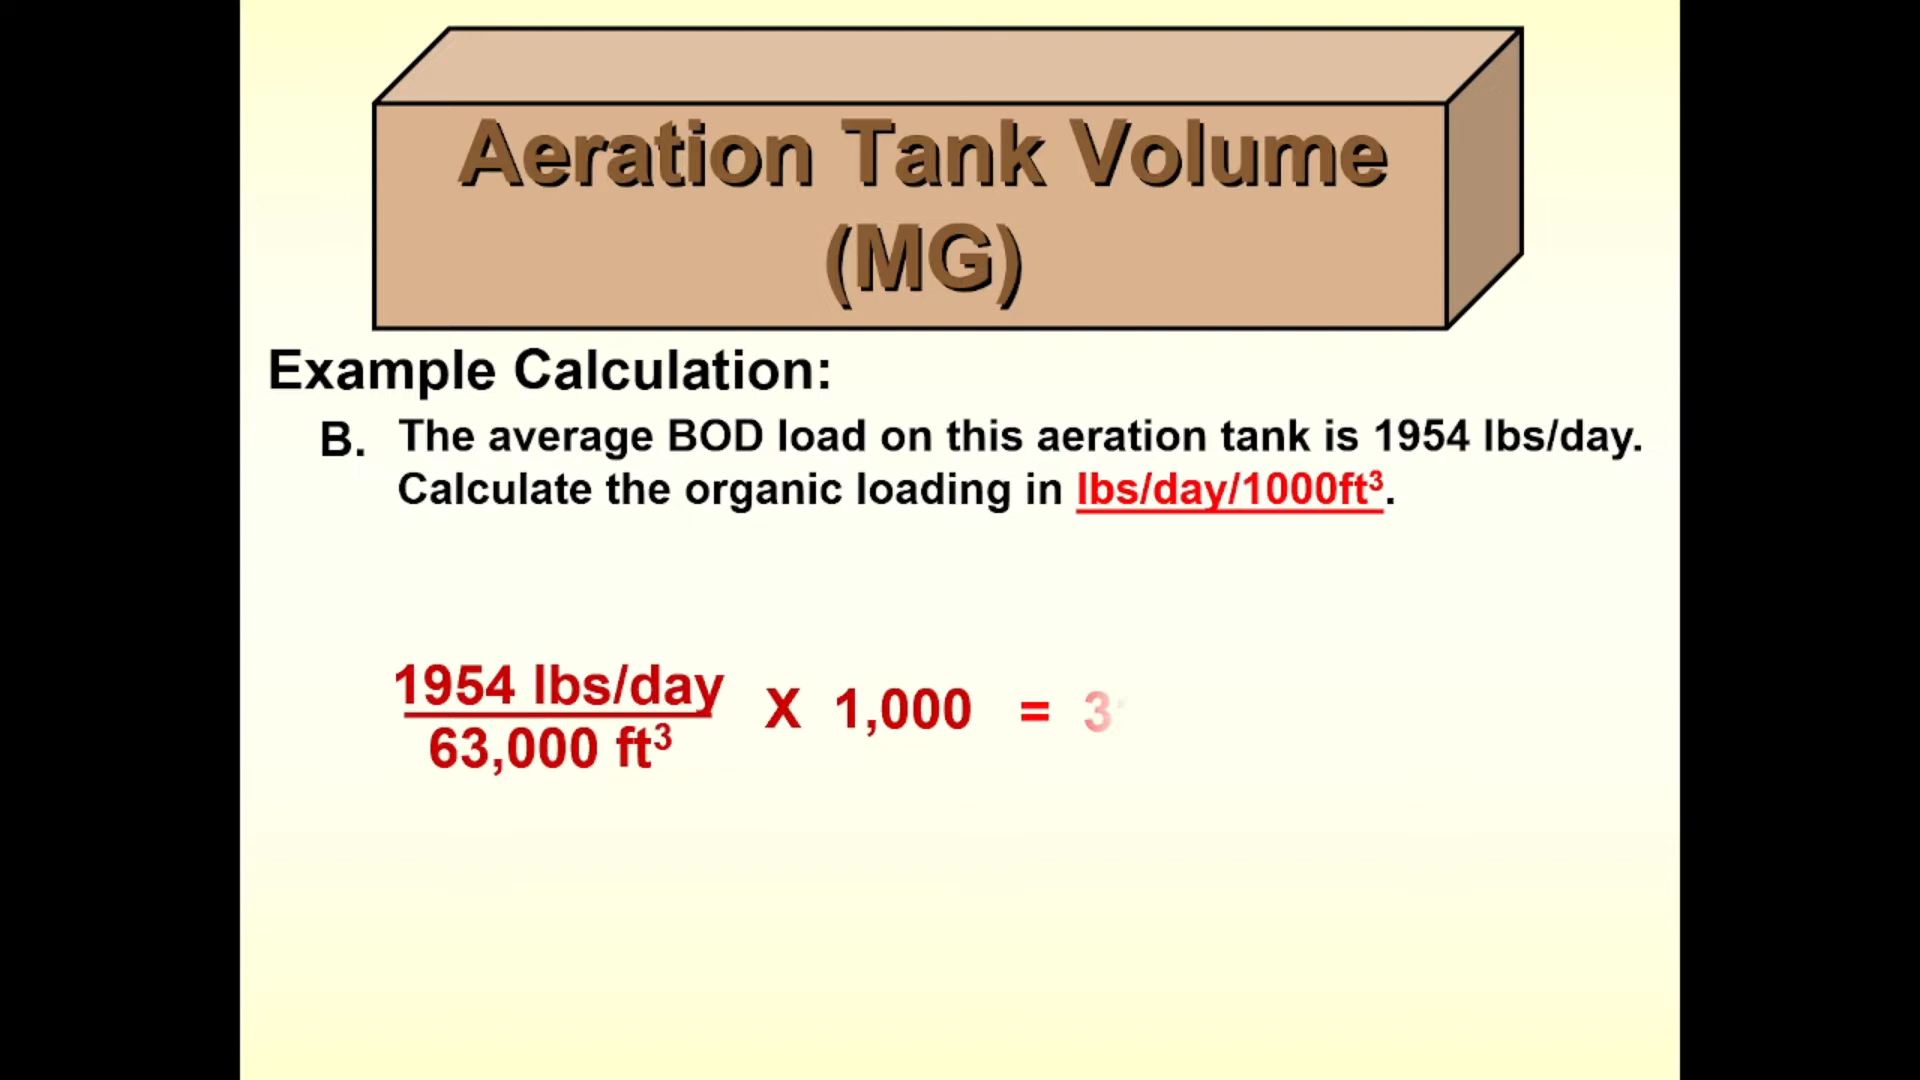 Aeration Tank Volume
(MG)
Example Calculation:
B. The average BOD load on this aeration tank is 1954 lbs/day.
Calculate the organic loading in lbs/day/1000ft³.
1954 lbs/day
63,000 ft³
X 1,000 = 3